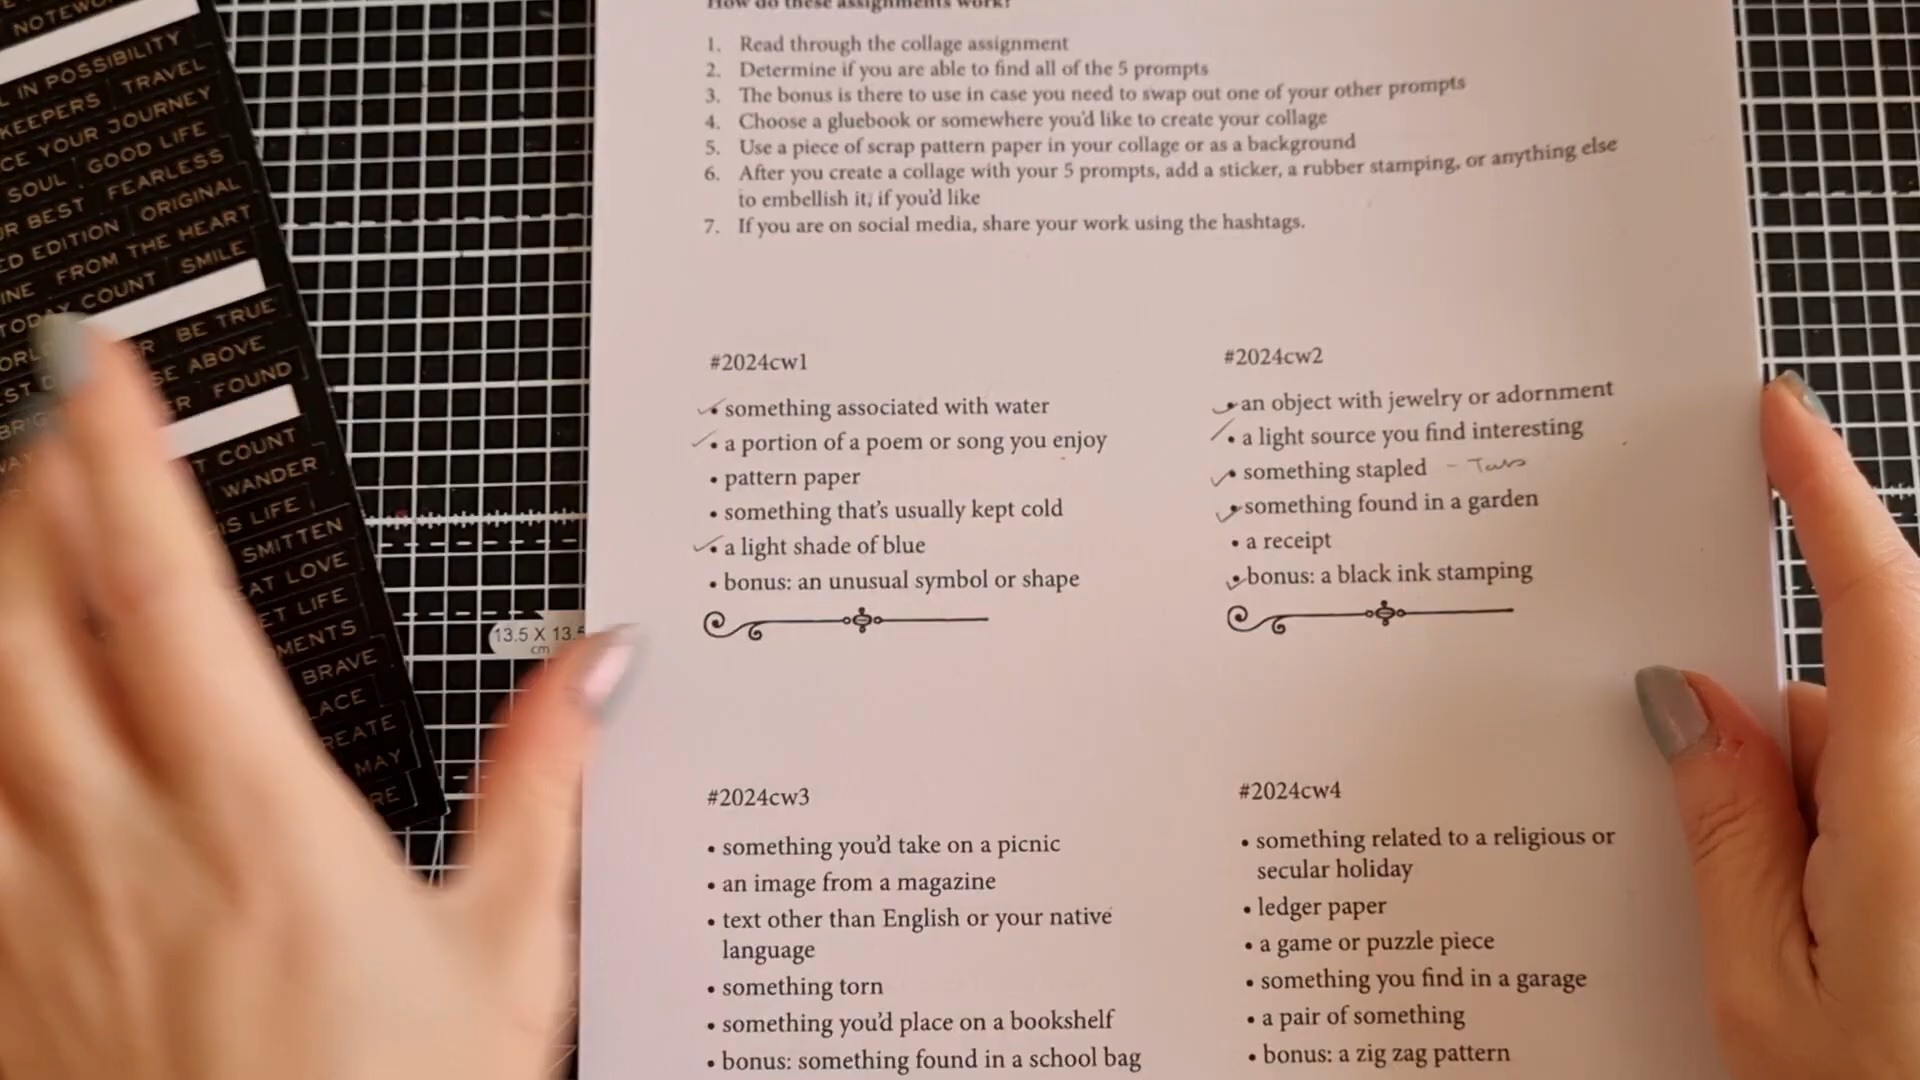 NOTEWO
L IN POSSIBILITY
KEEPERS TRAVEL
CE YOUR JOURNEY
SOUL GOOD LIFE
UR BEST FEARLESS
ED EDITION ORIGINAL
INE FROM THE HEART
TODAY COUNT SMILE
BE TRUE
SE ABOVE
ER FOUND
T COUNT
WANDER
IS LIFE
SMITTEN
EAT LOVE
ET LIFE
MENTS
BRAVE
LACE
REATE
MAY
RE
13.5 X 13.5
cm
How do these assignments work?
1. Read through the collage assignment
2. Determine if you are able to find all of the 5 prompts
3. The bonus is there to use in case you need to swap out one of your other prompts
4. Choose a gluebook or somewhere you'd like to create your collage
5. Use a piece of scrap pattern paper in your collage or as a background
6. After you create a collage with your 5 prompts, add a sticker, a rubber stamping, or anything else
to embellish it, if you'd like
7. If you are on social media, share your work using the hashtags.
#2024cw1
• something associated with water
• a portion of a poem or song you enjoy
• pattern paper
• something that's usually kept cold
• a light shade of blue
• bonus: an unusual symbol or shape
#2024cw2
• an object with jewelry or adornment
• a light source you find interesting
• something stapled
• something found in a garden
• a receipt
• bonus: a black ink stamping
#2024cw3
• something you'd take on a picnic
• an image from a magazine
• text other than English or your native
language
• something torn
• something you'd place on a bookshelf
• bonus: something found in a school bag
#2024cw4
• something related to a religious or
secular holiday
• ledger paper
• a game or puzzle piece
• something you find in a garage
• a pair of something
• bonus: a zig zag pattern